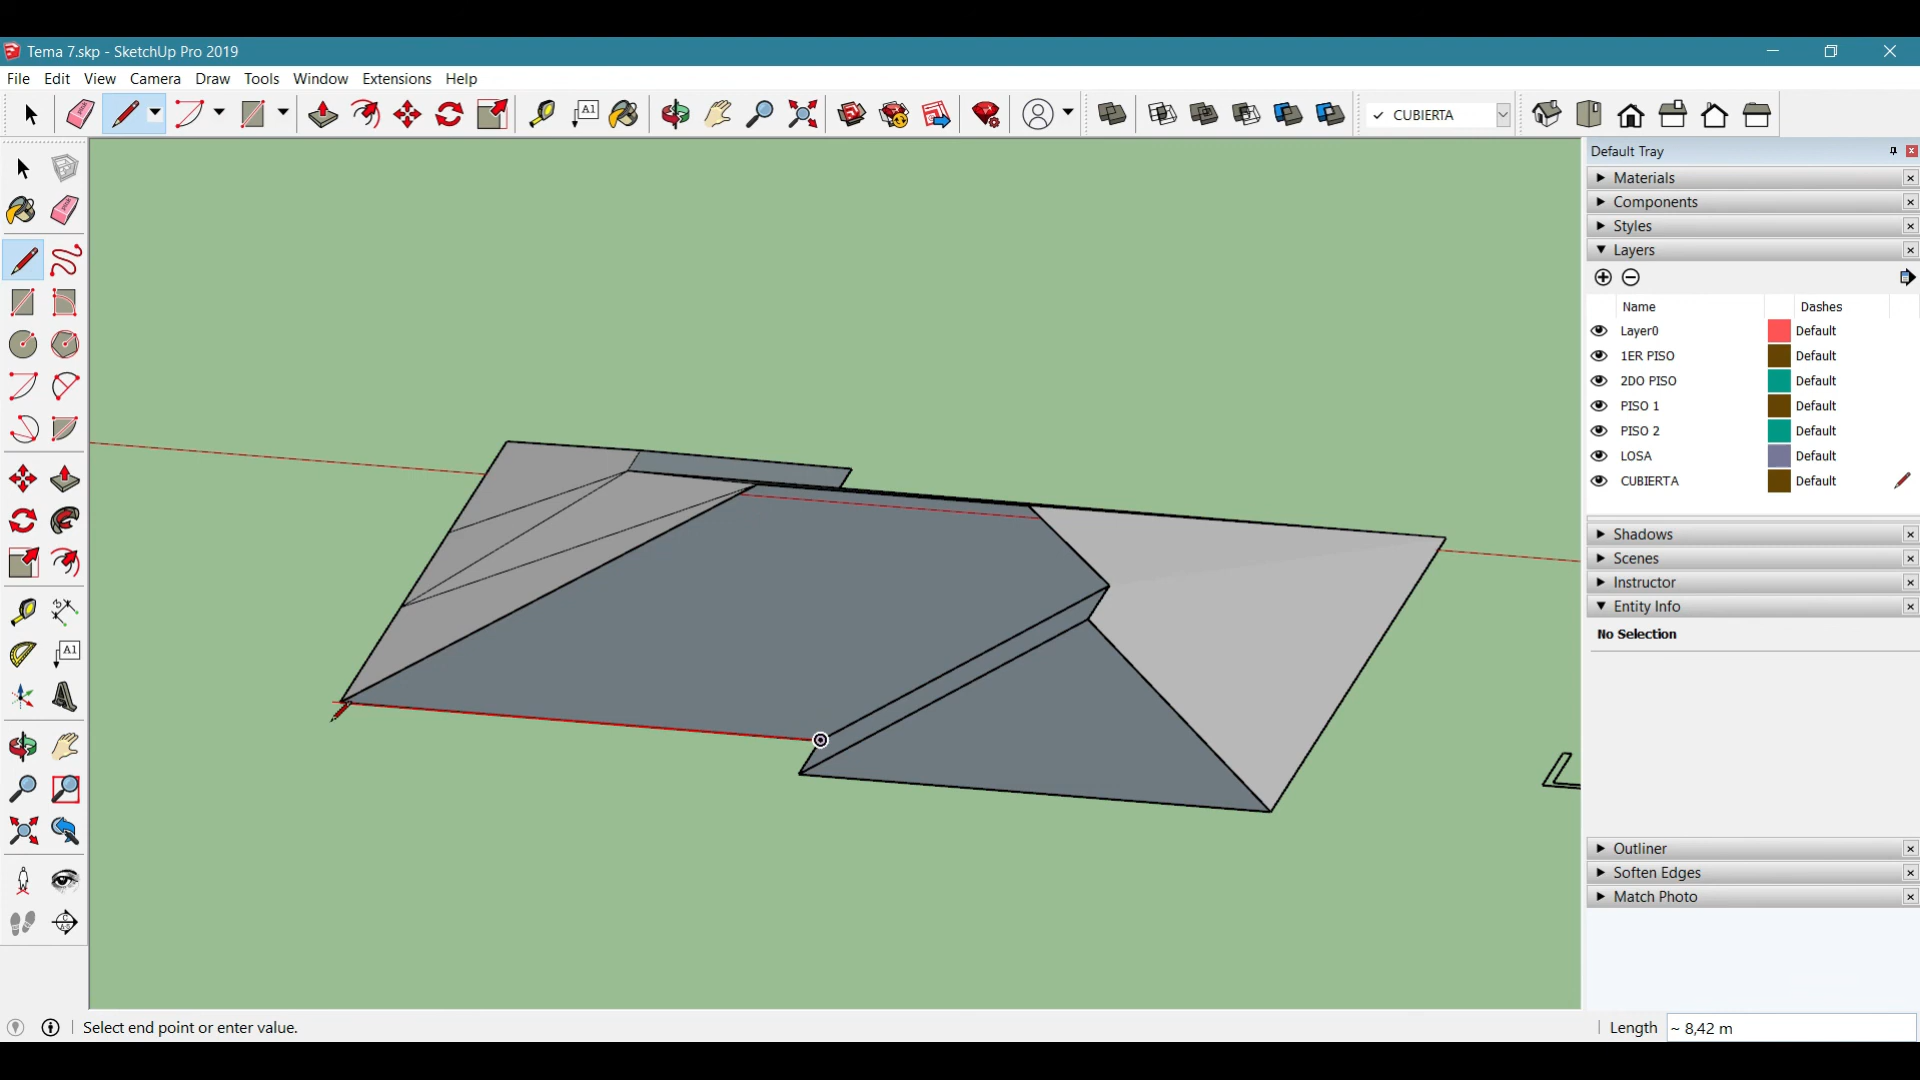 Tema 7.skp - SketchUp Pro 2019
File Edit View Camera Draw Tools Window Extensions Help
A1
✓ CUBIERTA
Default Tray
Materials
Components
Styles
Layers
Name Dashes
Layer0 Default
1ER PISO Default
2DO PISO Default
PISO 1 Default
PISO 2 Default
LOSA Default
CUBIERTA Default
Shadows
Scenes
Instructor
Entity Info
No Selection
A1
Outliner
Soften Edges
Match Photo
Select end point or enter value.
Length ~ 8,42 m